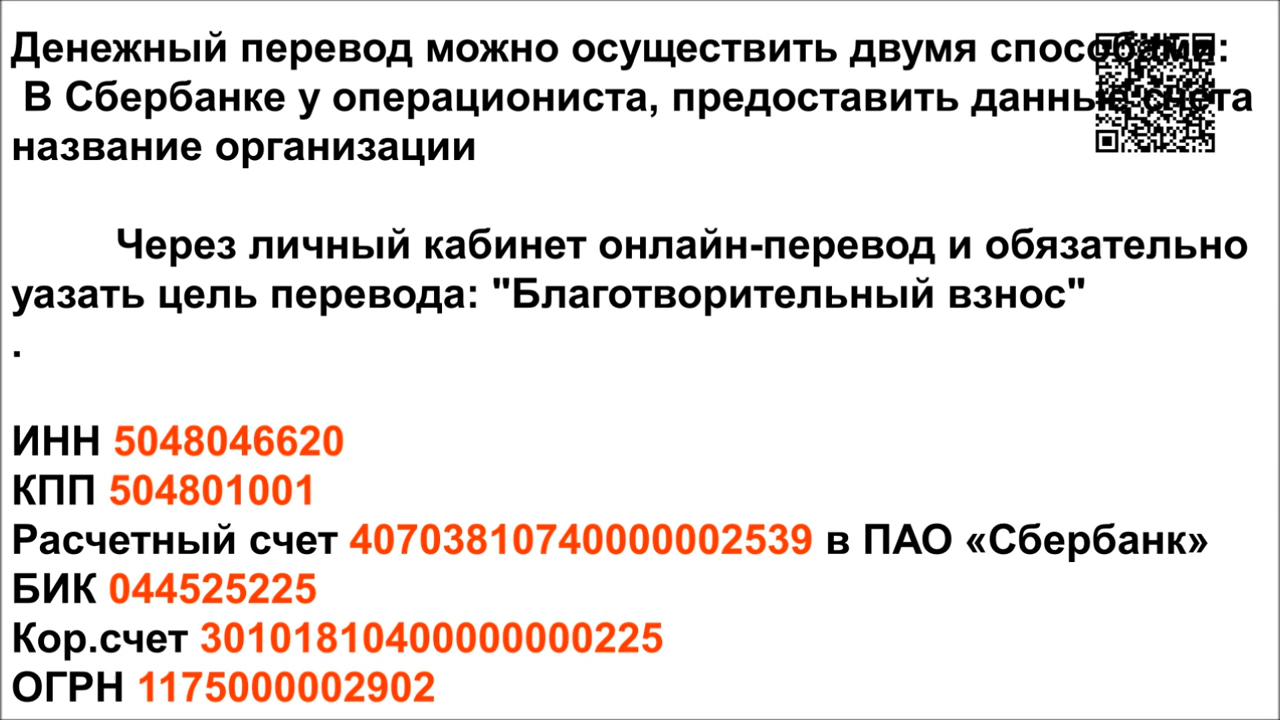 Денежный перевод можно осуществить двумя способами:
В Сбербанке у операциониста, предоставить данные счета
название организации
Через личный кабинет онлайн-перевод и обязательно
уазать цель перевода: "Благотворительный взнос"
.
ИНН 5048046620
КПП 504801001
Расчетный счет 40703810740000002539 в ПАО «Сбербанк»
БИК 044525225
Кор.счет 30101810400000000225
ОГРН 1175000002902